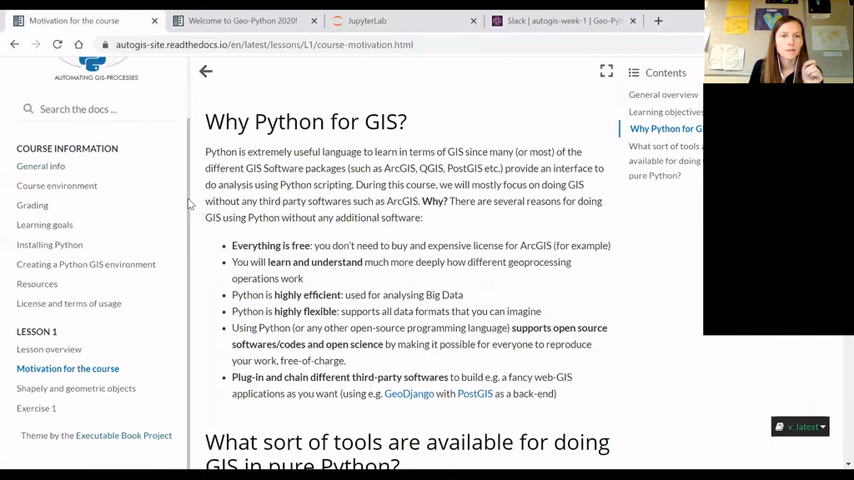 Motivation for the course
Welcome to Geo-Python 2020!
JupyterLab
Slack | autogis-week-1 | Geo-Py
autogis-site.readthedocs.io/en/latest/lessons/L1/course-motivation.html
AUTOMATING GIS-PROCESSES
Search the docs ...
COURSE INFORMATION
General info
Course environment
Grading
Learning goals
Installing Python
Creating a Python GIS environment
Resources
License and terms of usage
LESSON 1
Lesson overview
Motivation for the course
Shapely and geometric objects
Exercise 1
Theme by the Executable Book Project
Why Python for GIS?
Python is extremely useful language to learn in terms of GIS since many (or most) of the
different GIS Software packages (such as ArcGIS, QGIS, PostGIS etc.) provide an interface to
do analysis using Python scripting. During this course, we will mostly focus on doing GIS
without any third party softwares such as ArcGIS. Why? There are several reasons for doing
GIS using Python without any additional software:
• Everything is free: you don't need to buy and expensive license for ArcGIS (for example)
• You will learn and understand much more deeply how different geoprocessing
operations work
• Python is highly efficient: used for analysing Big Data
• Python is highly flexible: supports all data formats that you can imagine
• Using Python (or any other open-source programming language) supports open source
softwares/codes and open science by making it possible for everyone to reproduce
your work, free-of-charge.
• Plug-in and chain different third-party softwares to build e.g. a fancy web-GIS
applications as you want (using e.g. GeoDjango with PostGIS as a back-end)
What sort of tools are available for doing
GIS in pure Python?
Contents
General overview
Learning objectives
Why Python for G
What sort of tools a
available for doing
pure Python?
v: latest